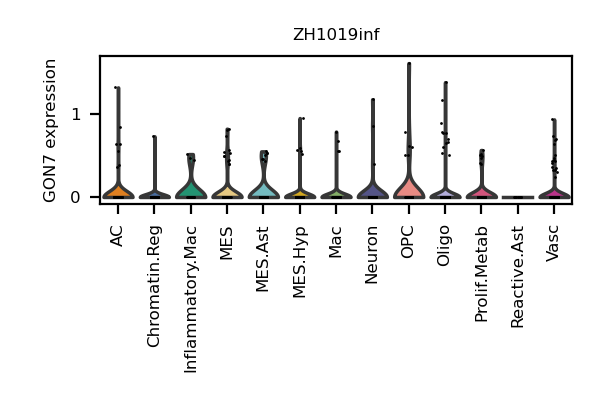 ZH1019inf
GON7 expression
1
0
AC
Chromatin.Reg
Inflammatory.Mac
MES
MES.Ast
MES.Hyp
Mac
Neuron
OPC
Oligo
Prolif.Metab
Reactive.Ast
Vasc